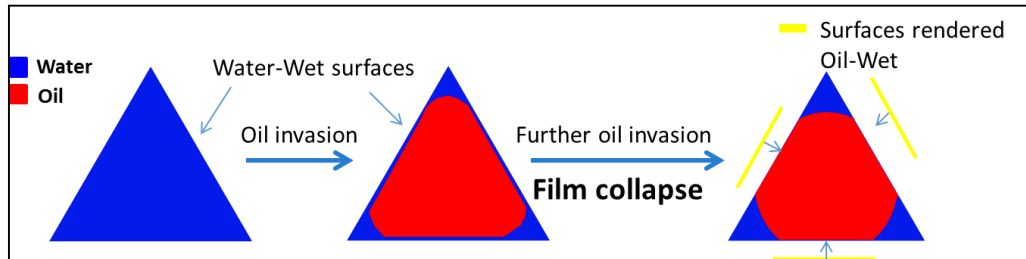 Water
Oil
Water-Wet surfaces
Oil invasion
Further oil invasion
Film collapse
Surfaces rendered
Oil-Wet